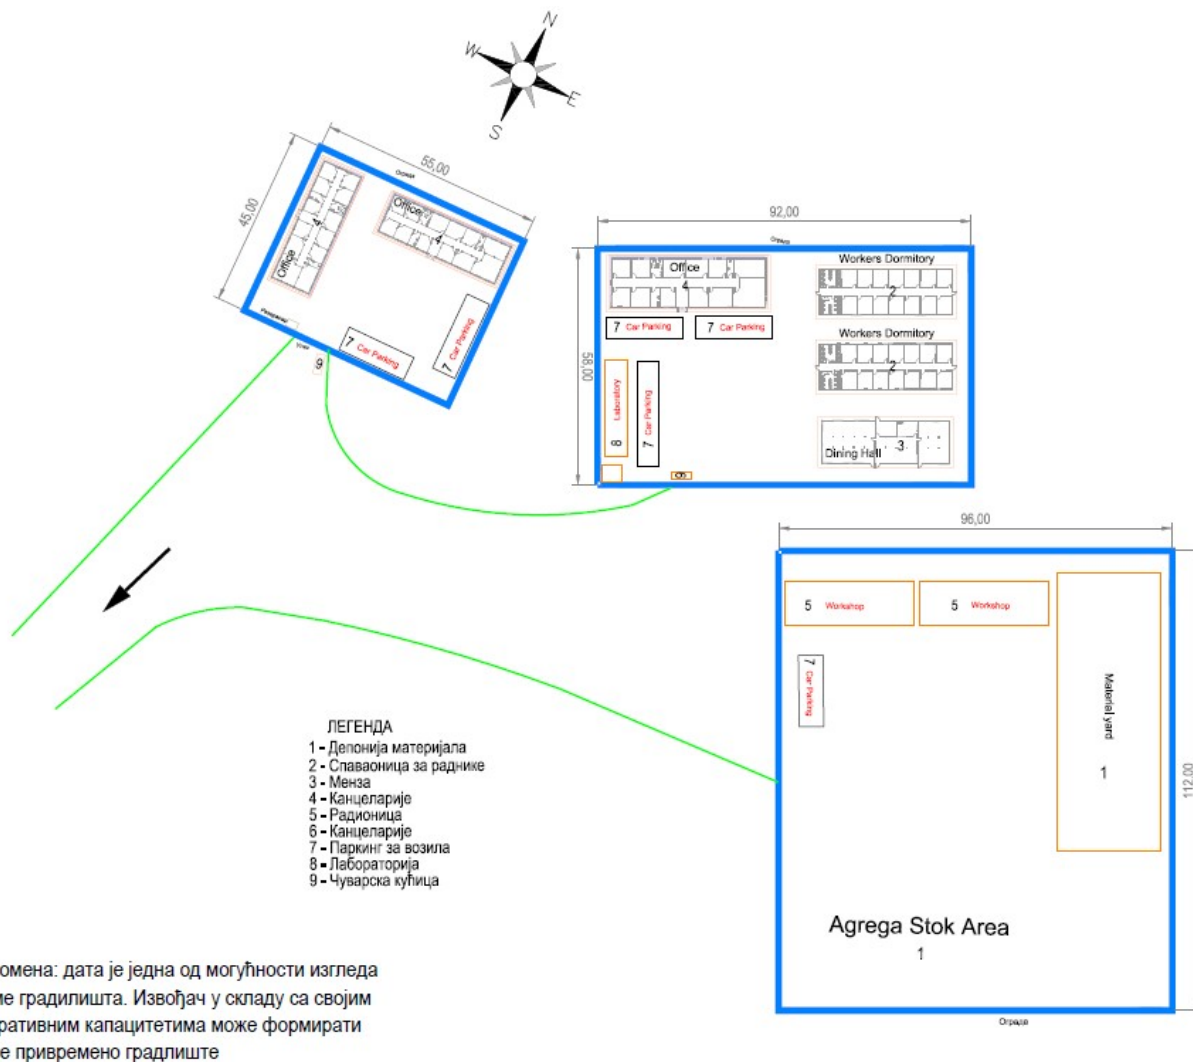 N
W
E
S
55,00
45,00
Ограда
Office
4
Office
4
7 Car Parking
7 Car Parking
9
92,00
Ограда
58,00
Office
4
Workers Dormitory
2
7 Car Parking
7 Car Parking
Workers Dormitory
2
8 Laboratory
7 Car Parking
3
Dining Hall
96,00
112,00
5 Workshop
5 Workshop
7 Car Parking
Material yard
1
Agrega Stok Area
1
Ограда
ЛЕГЕНДА
1 - Депонија материјала
2 - Спаваоница за раднике
3 - Менза
4 - Канцеларије
5 - Радионица
6 - Канцеларије
7 - Паркинг за возила
8 - Лабораторија
9 - Чуварска кућица
омена: дата је једна од могућности изгледа
ме градилишта. Извођач у складу са својим
ративним капацитетима може формирати
е привремено градлиште